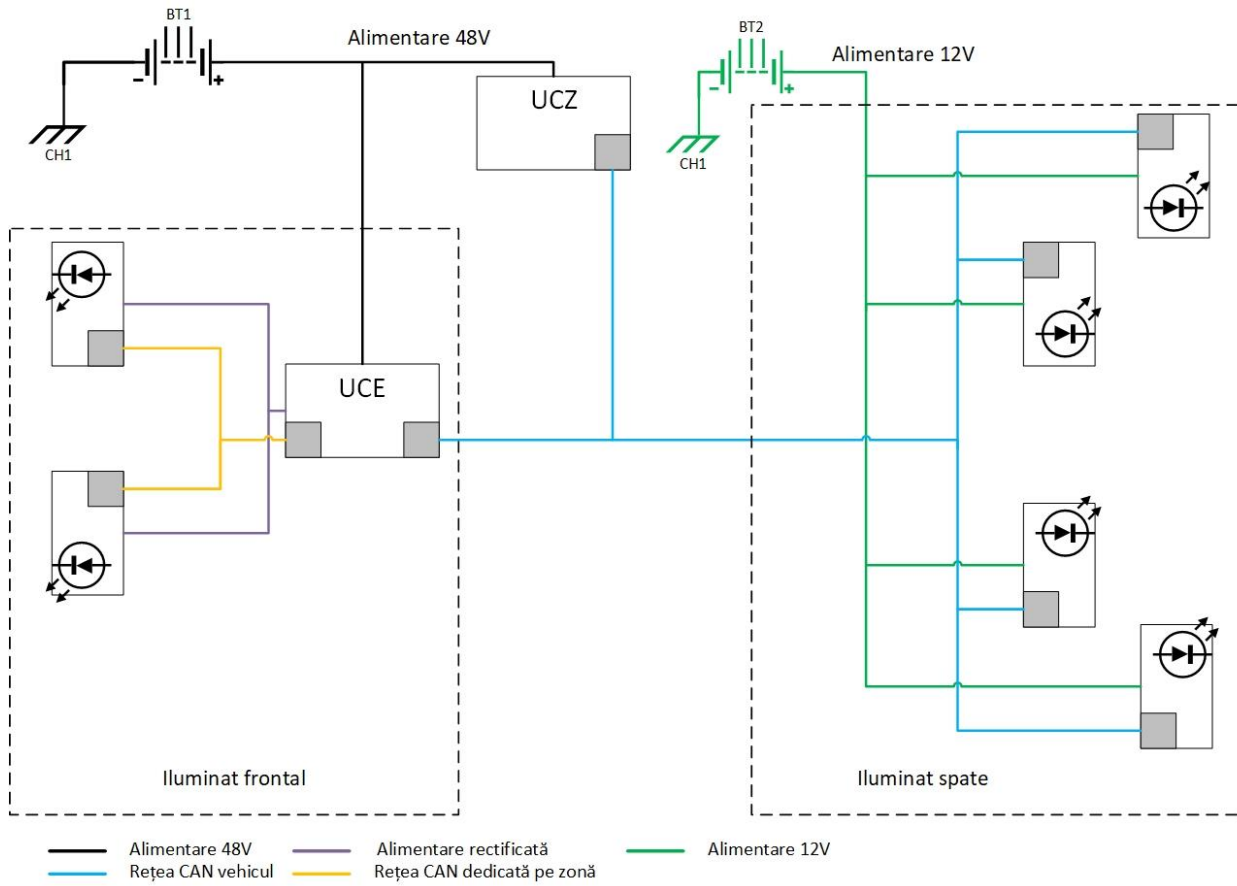 BT1
Alimentare 48V
BT2
Alimentare 12V
UCZ
- +
- +
CH1
CH1
UCE
Iluminat frontal
Iluminat spate
Alimentare 48V
Alimentare rectificată
Alimentare 12V
Rețea CAN vehicul
Rețea CAN dedicată pe zonă